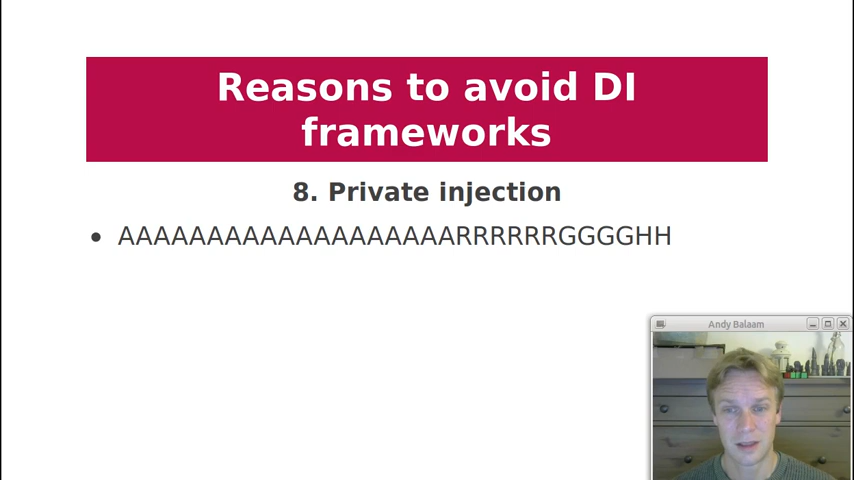 Reasons to avoid DI
frameworks
8. Private injection
• AAAAAAAAAAAAAAAAAAARRRRRRGGGGHH
Andy Balaam